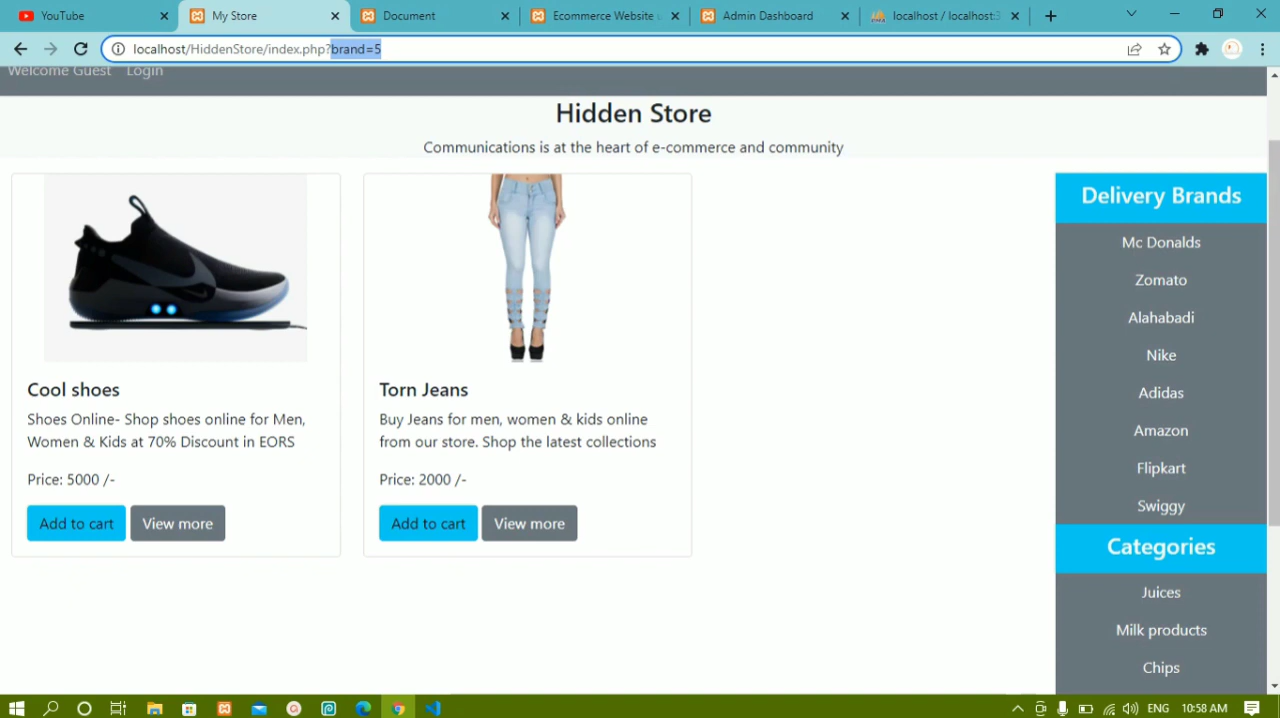 YouTube
My Store
Document
Ecommerce Website u
Admin Dashboard
localhost / localhost:3
localhost/HiddenStore/index.php?brand=5
Welcome Guest Login
Hidden Store
Communications is at the heart of e-commerce and community
Cool shoes
Shoes Online- Shop shoes online for Men,
Women & Kids at 70% Discount in EORS
Price: 5000 /-
Add to cart
View more
Torn Jeans
Buy Jeans for men, women & kids online
from our store. Shop the latest collections
Price: 2000 /-
Add to cart
View more
Delivery Brands
Mc Donalds
Zomato
Alahabadi
Nike
Adidas
Amazon
Flipkart
Swiggy
Categories
Juices
Milk products
Chips
ENG
10:58 AM